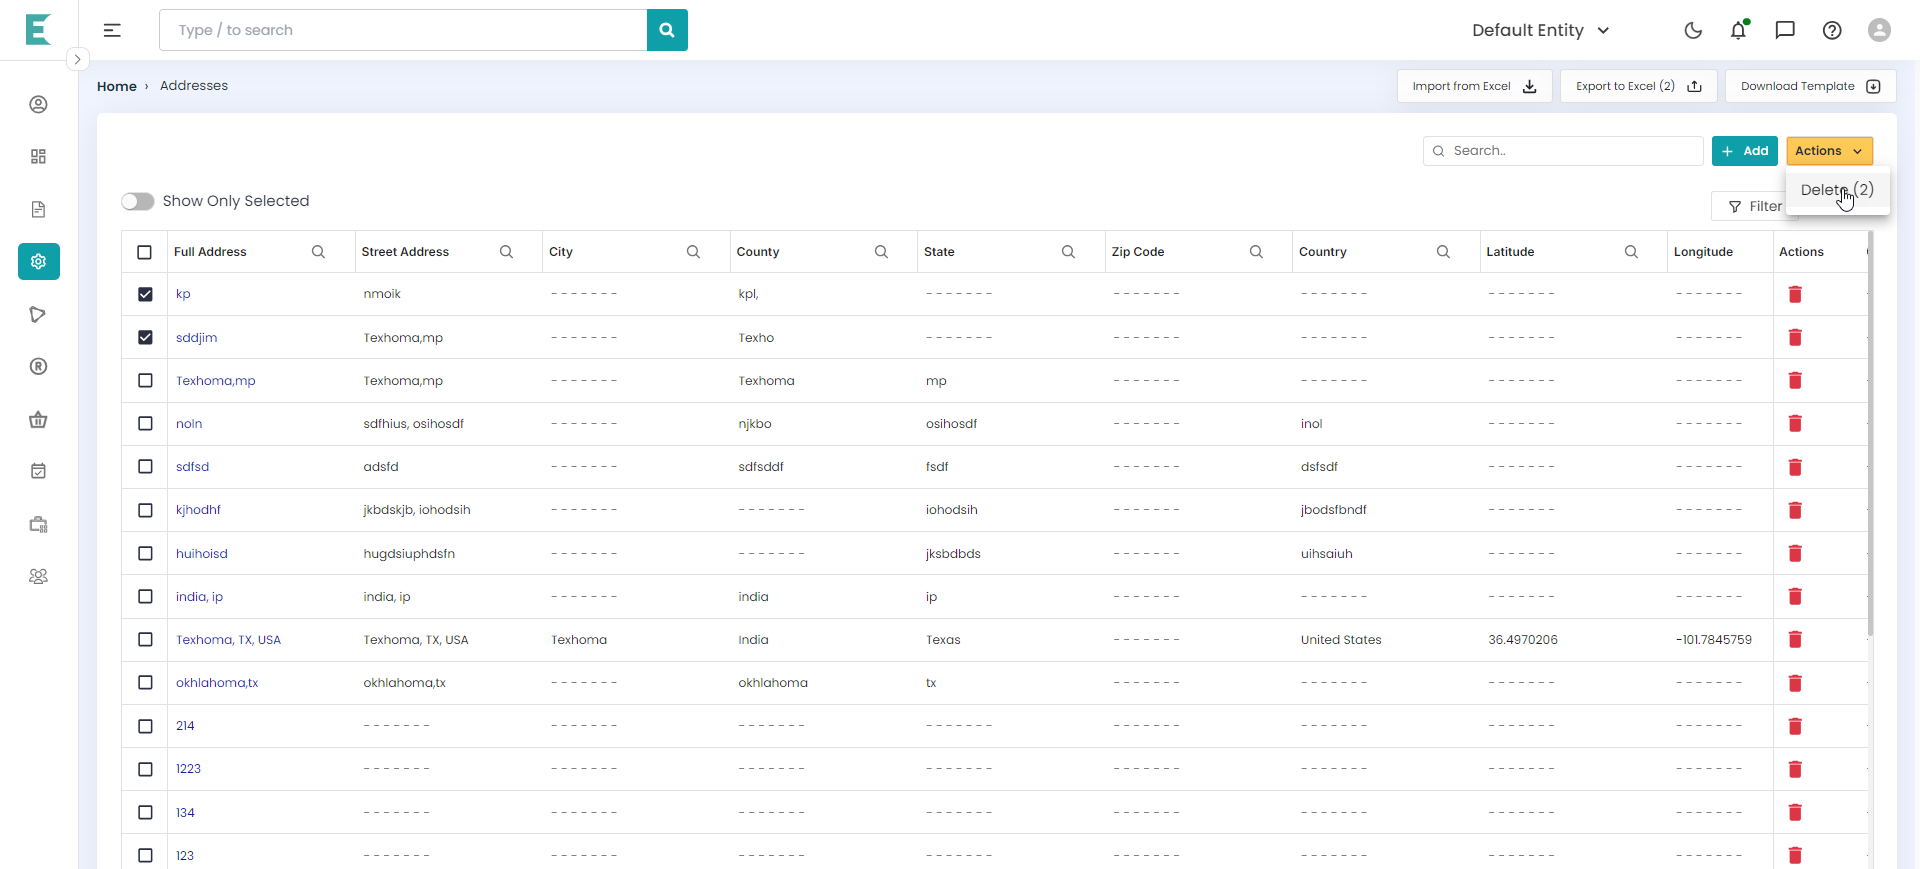 Type / to search
Default Entity
Home › Addresses
Import from Excel
Export to Excel (2)
Download Template
Search..
+ Add
Actions
Delete (2)
Show Only Selected
Filter
Full Address Street Address City County State Zip Code Country Latitude Longitude Actions
kp nmoik ------- kpl, ------- ------- ------- ------- -------
sddjim Texhoma,mp ------- Texho ------- ------- ------- ------- -------
Texhoma,mp Texhoma,mp ------- Texhoma mp ------- ------- ------- -------
noln sdfhius, osihosdf ------- njkbo osihosdf ------- inol ------- -------
sdfsd adsfd ------- sdfsddf fsdf ------- dsfsdf ------- -------
kjhodhf jkbdskjb, iohodsih ------- ------- iohodsih ------- jbodsfbndf ------- -------
huihoisd hugdsiuphdsfn ------- ------- jksbdbds ------- uihsaiuh ------- -------
india, ip india, ip ------- india ip ------- ------- ------- -------
Texhoma, TX, USA Texhoma, TX, USA Texhoma India Texas ------- United States 36.4970206 -101.7845759
okhlahoma,tx okhlahoma,tx ------- okhlahoma tx ------- ------- ------- -------
214 ------- ------- ------- ------- ------- ------- ------- -------
1223 ------- ------- ------- ------- ------- ------- ------- -------
134 ------- ------- ------- ------- ------- ------- ------- -------
123 ------- ------- ------- ------- ------- ------- ------- -------